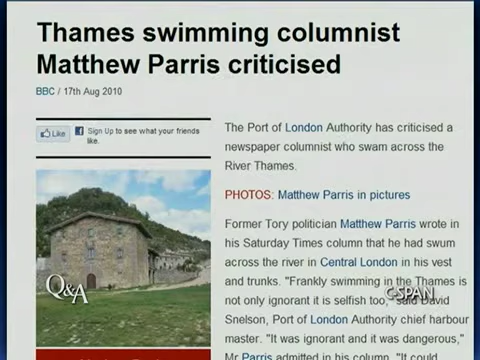 Thames swimming columnist
Matthew Parris criticised
BBC / 17th Aug 2010
Like
Sign Up to see what your friends
like.
The Port of London Authority has criticised a
newspaper columnist who swam across the
River Thames.
PHOTOS: Matthew Parris in pictures
Former Tory politician Matthew Parris wrote in
his Saturday Times column that he had swum
across the river in Central London in his vest
and trunks. "Frankly swimming in the Thames is
not only ignorant it is selfish too," said David
Snelson, Port of London Authority chief harbour
master. "It was ignorant and it was dangerous,"
Mr Parris admitted in his column. "It could
Q&A
C-SPAN